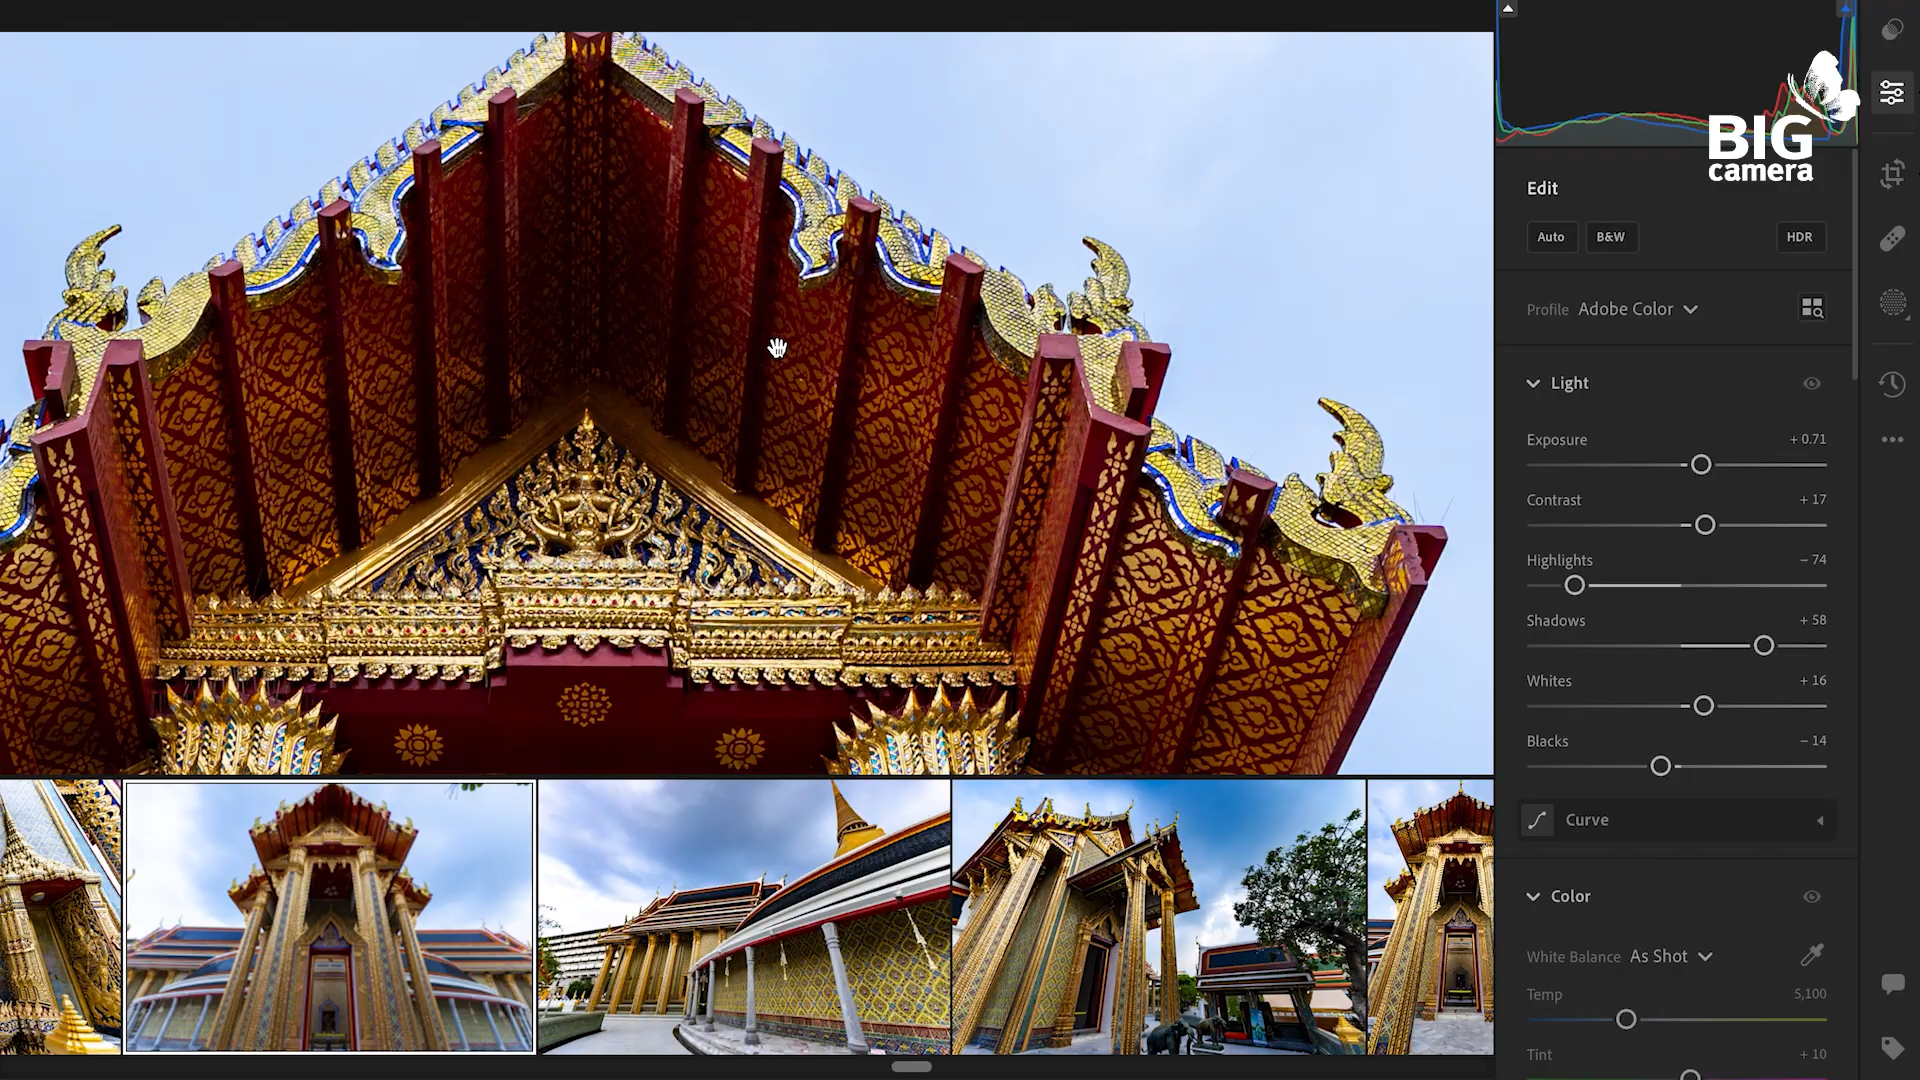 BIG
camera
Edit
Auto B&W HDR
Profile Adobe Color
Light
Exposure + 0.71
Contrast + 17
Highlights − 74
Shadows + 58
Whites + 16
Blacks − 14
Curve
Color
White Balance As Shot
Temp 5,100
Tint + 10